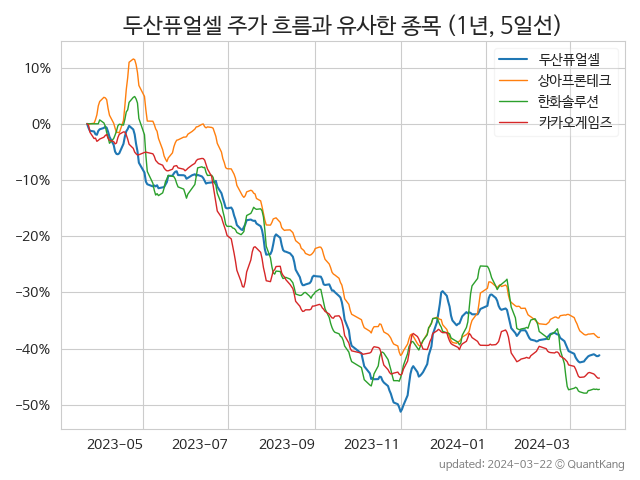 두산퓨얼셀 주가 흐름과 유사한 종목 (1년, 5일선)
두산퓨얼셀
상아프론테크
한화솔루션
카카오게임즈
10%
0%
−10%
−20%
−30%
−40%
−50%
2023-05 2023-07 2023-09 2023-11 2024-01 2024-03
updated: 2024-03-22 © QuantKang